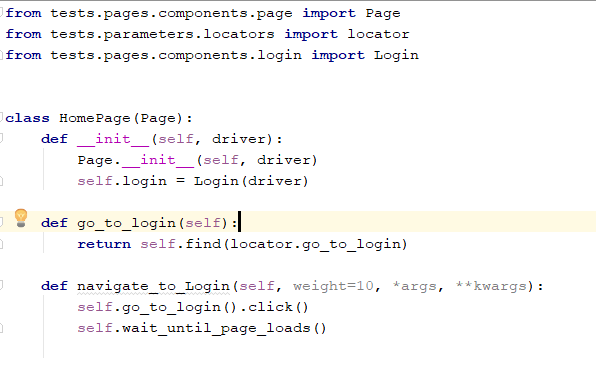 from tests.pages.components.page import Page
from tests.parameters.locators import locator
from tests.pages.components.login import Login
class HomePage(Page):
def __init__(self, driver):
Page.__init__(self, driver)
self.login = Login(driver)
def go_to_login(self):
return self.find(locator.go_to_login)
def navigate_to_Login(self, weight=10, *args, **kwargs):
self.go_to_login().click()
self.wait_until_page_loads()